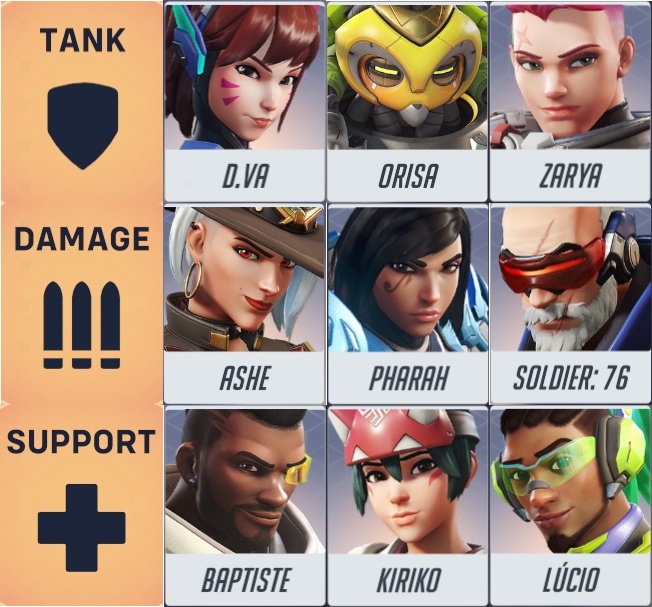 TANK
D.VA
ORISA
ZARYA
DAMAGE
ASHE
PHARAH
SOLDIER: 76
SUPPORT
BAPTISTE
KIRIKO
LÚCIO